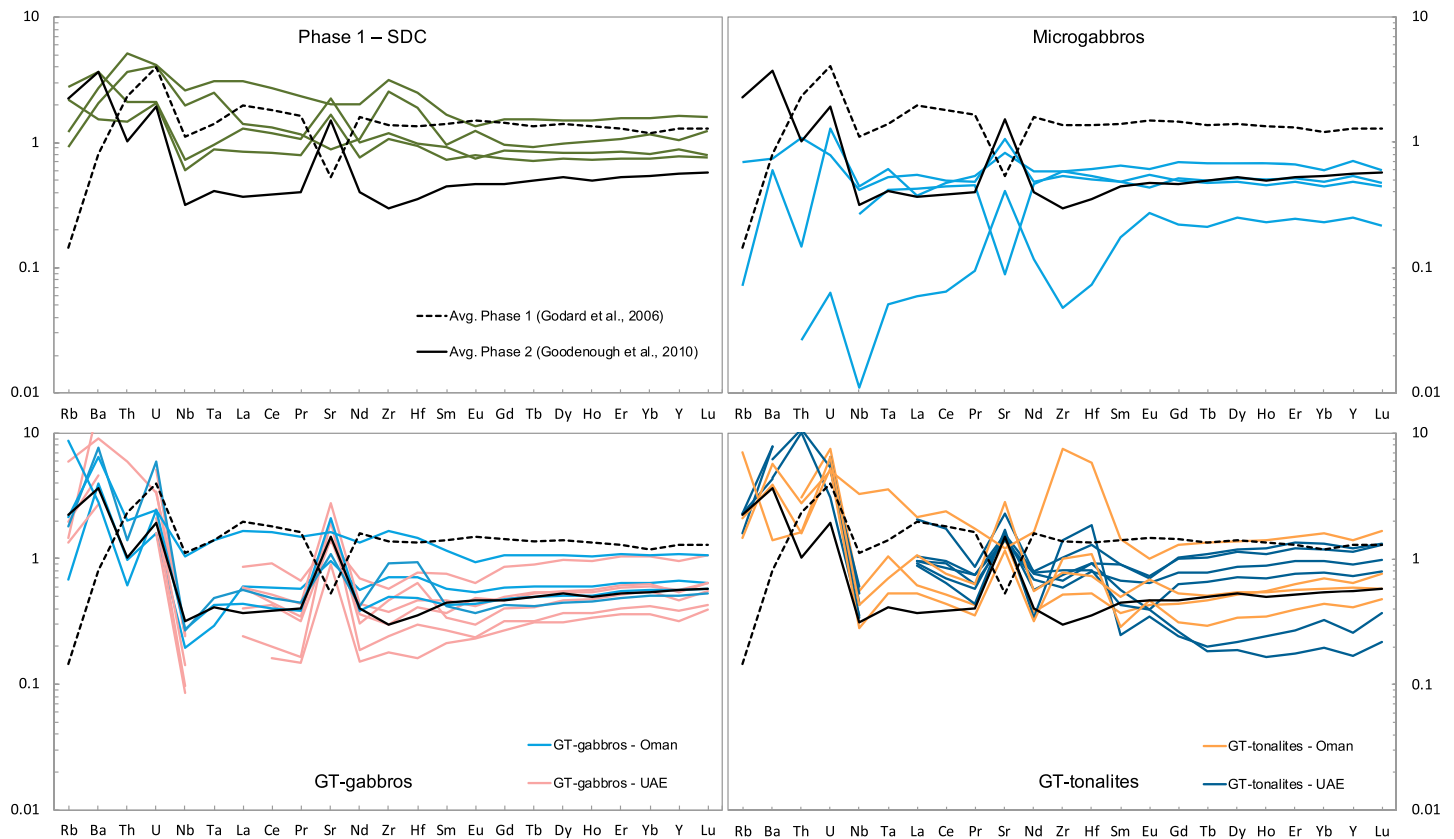 10
1
0.1
0.01
Phase 1 – SDC
Avg. Phase 1 (Godard et al., 2006)
Avg. Phase 2 (Goodenough et al., 2010)
Rb Ba Th U Nb Ta La Ce Pr Sr Nd Zr Hf Sm Eu Gd Tb Dy Ho Er Yb Y Lu
Microgabbros
10
1
0.1
0.01
Rb Ba Th U Nb Ta La Ce Pr Sr Nd Zr Hf Sm Eu Gd Tb Dy Ho Er Yb Y Lu
10
1
0.1
0.01
GT-gabbros - Oman
GT-gabbros - UAE
GT-gabbros
Rb Ba Th U Nb Ta La Ce Pr Sr Nd Zr Hf Sm Eu Gd Tb Dy Ho Er Yb Y Lu
10
1
0.1
0.01
GT-tonalites - Oman
GT-tonalites - UAE
GT-tonalites
Rb Ba Th U Nb Ta La Ce Pr Sr Nd Zr Hf Sm Eu Gd Tb Dy Ho Er Yb Y Lu